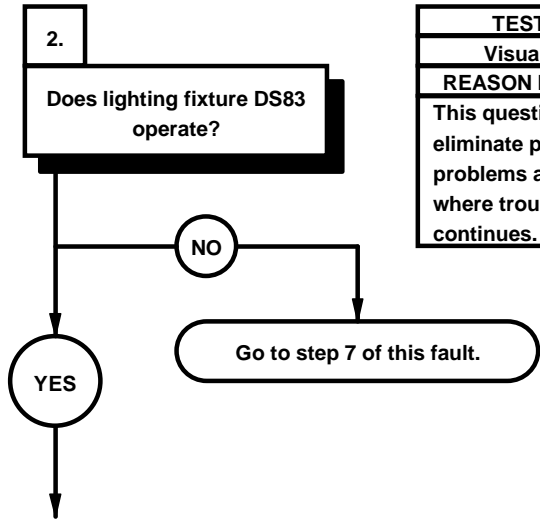 2.
Does lighting fixture DS83
operate?
NO
Go to step 7 of this fault.
YES
TEST
Visua
REASON
This questi
eliminate p
problems a
where trou
continues.